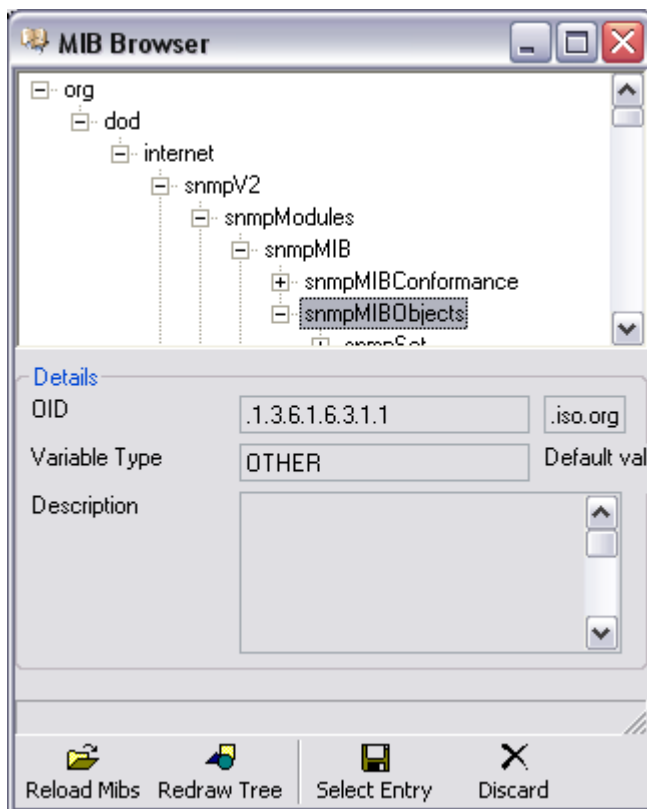 MIB Browser
org
dod
internet
snmpV2
snmpModules
snmpMIB
snmpMIBConformance
snmpMIBObjects
snmpSet
Details
OID .1.3.6.1.6.3.1.1 .iso.org
Variable Type OTHER Default val
Description
Reload Mibs Redraw Tree Select Entry Discard